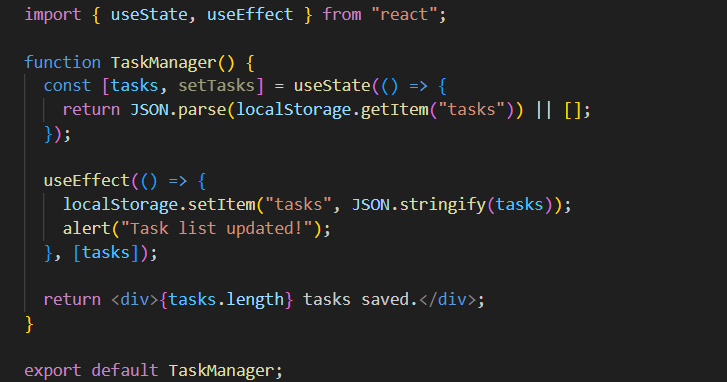 import { useState, useEffect } from "react";
function TaskManager() {
const [tasks, setTasks] = useState(() => {
return JSON.parse(localStorage.getItem("tasks")) || [];
});
useEffect(() => {
localStorage.setItem("tasks", JSON.stringify(tasks));
alert("Task list updated!");
}, [tasks]);
return <div>{tasks.length} tasks saved.</div>;
}
export default TaskManager;